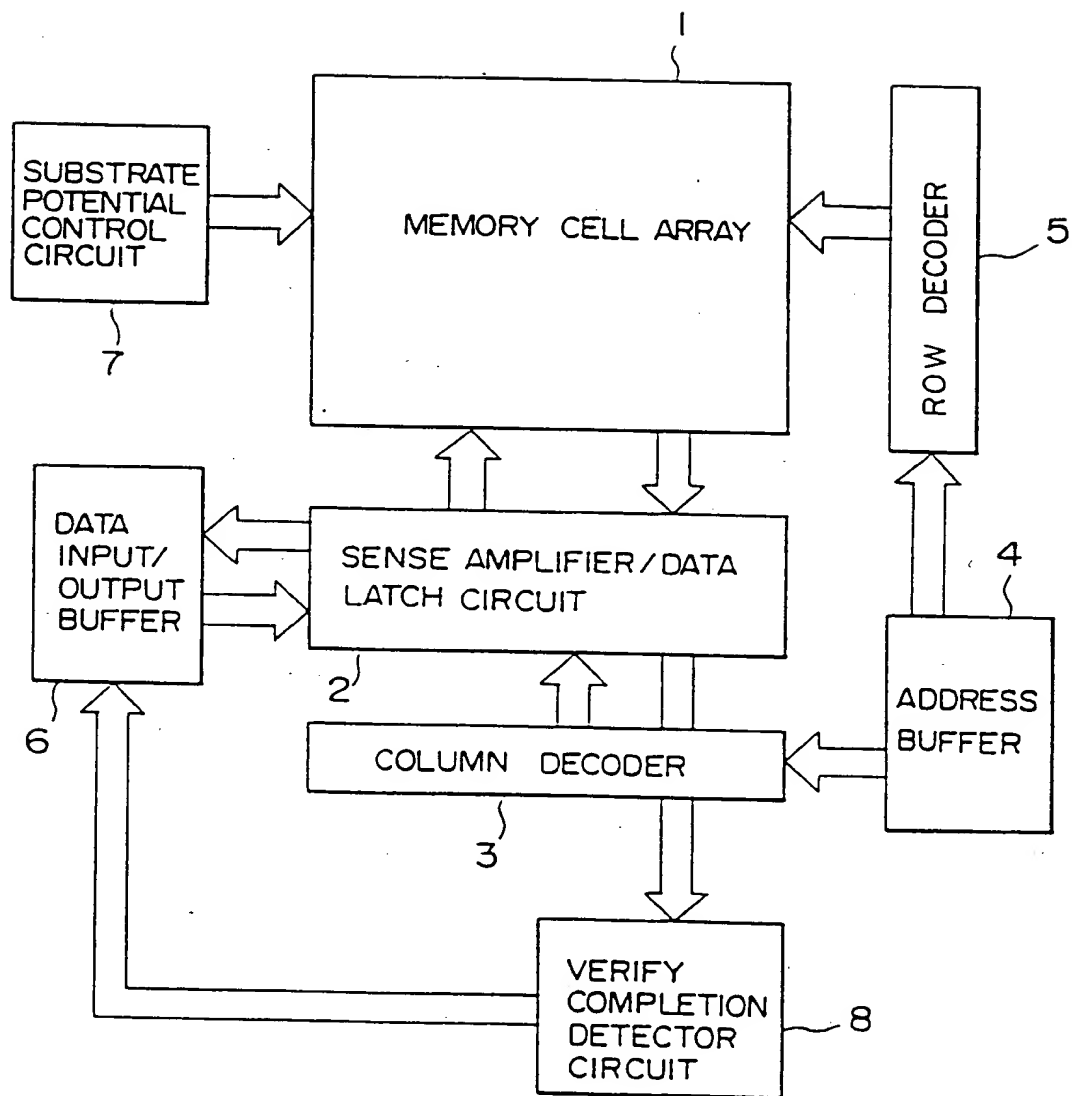 1
SUBSTRATE
POTENTIAL
CONTROL
CIRCUIT
7
MEMORY CELL ARRAY
ROW DECODER
5
DATA
INPUT/
OUTPUT
BUFFER
6
SENSE AMPLIFIER/DATA
LATCH CIRCUIT
2
4
ADDRESS
BUFFER
COLUMN DECODER
3
VERIFY
COMPLETION
DETECTOR
CIRCUIT
8